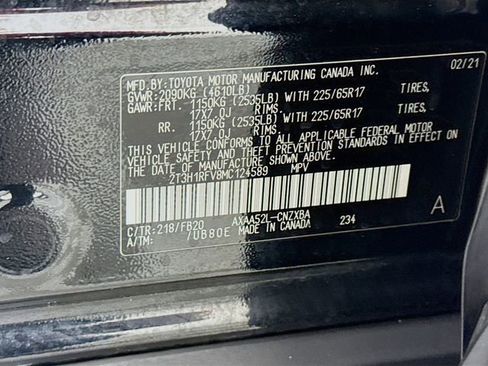 MFD.BY:TOYOTA MOTOR MANUFACTURING CANADA INC. 02/21
GVWR:2090KG (4610LB)
GAWR:FRT. 1150KG (2535LB) WITH 225/65R17 TIRES,
17X7.0J RIMS.
RR. 1150KG (2535LB) WITH 225/65R17 TIRES,
17X7.0J RIMS.
THIS VEHICLE CONFORMS TO ALL APPLICABLE FEDERAL MOTOR
VEHICLE SAFETY STANDARDS IN EFFECT ON
THE DATE OF MANUFACTURE SHOWN ABOVE.
2T3H1RFV8MC124589 MPV
C/TR:218/FB20 AXAA52L-CNZXBA 234 A
A/TM: /UB80E MADE IN CANADA